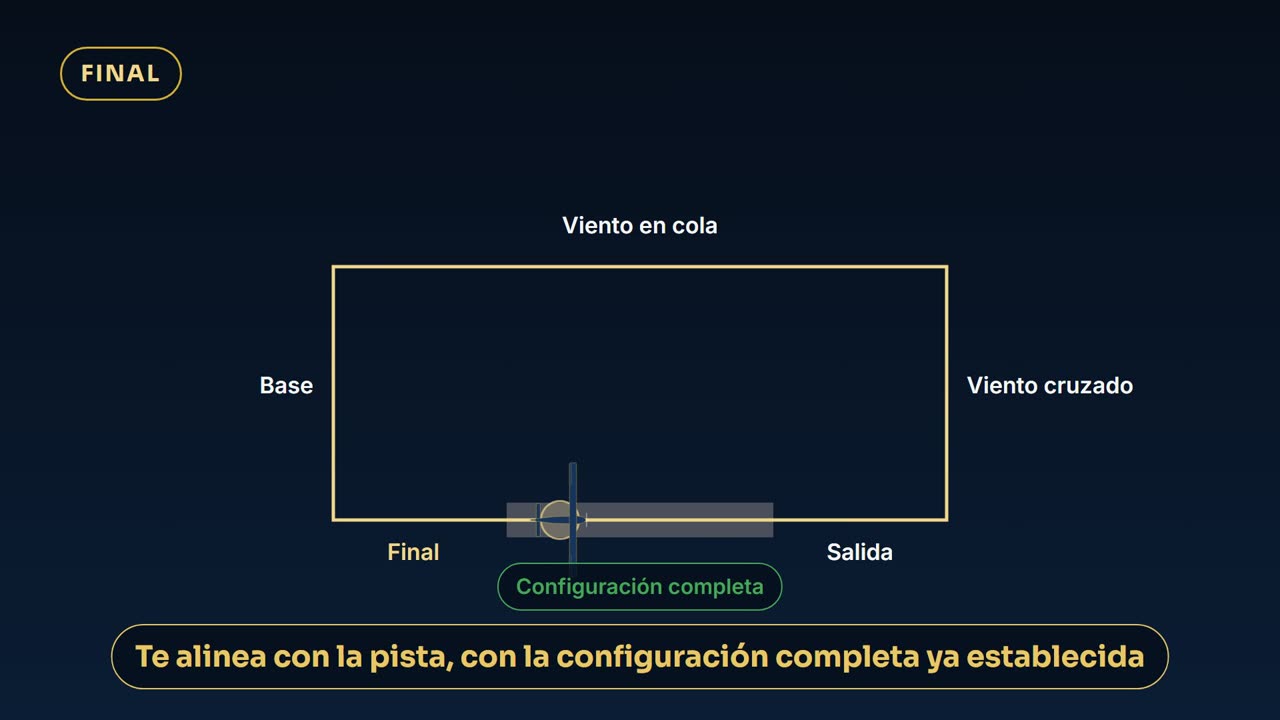 FINAL
Viento en cola
Base
Viento cruzado
Final
Salida
Configuración completa
Te alinea con la pista, con la configuración completa ya establecida